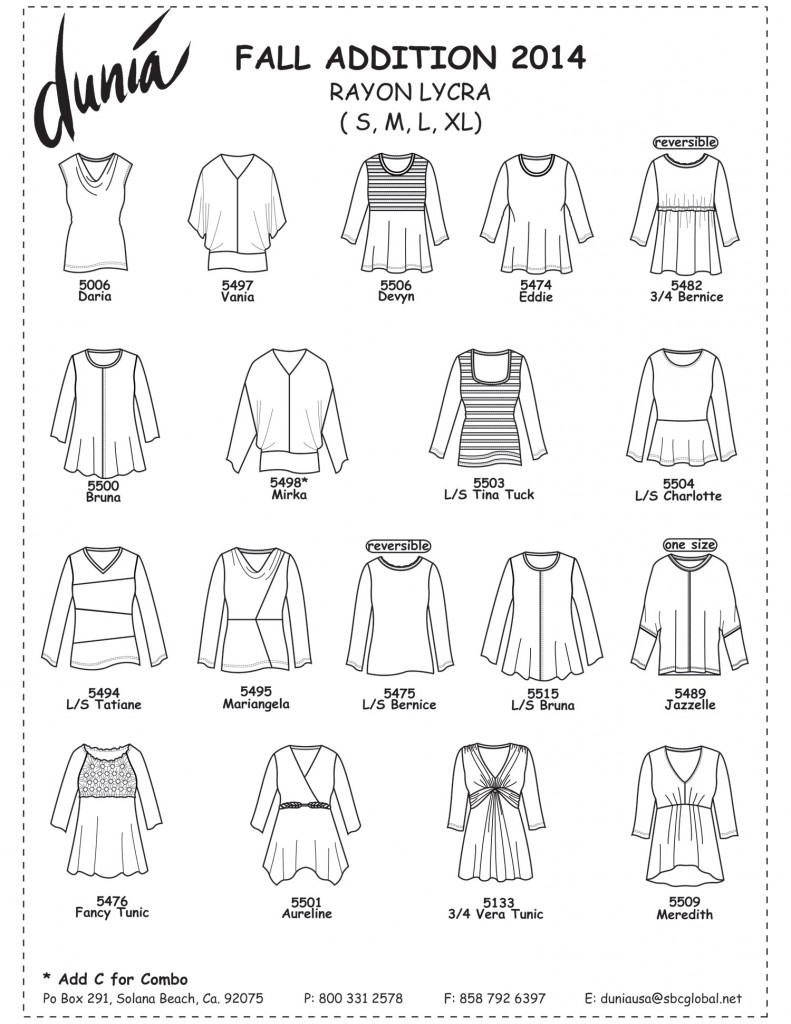 dunia
FALL ADDITION 2014
RAYON LYCRA
( S, M, L, XL)
reversible
5006
Daria
5497
Vania
5506
Devyn
5474
Eddie
5482
3/4 Bernice
5500
Bruna
5498*
Mirka
5503
L/S Tina Tuck
5504
L/S Charlotte
reversible
one size
5494
L/S Tatiane
5495
Mariangela
5475
L/S Bernice
5515
L/S Bruna
5489
Jazzelle
5476
Fancy Tunic
5501
Aureline
5133
3/4 Vera Tunic
5509
Meredith
* Add C for Combo
Po Box 291, Solana Beach, Ca. 92075 P: 800 331 2578 F: 858 792 6397 E: duniausa@sbcglobal.net